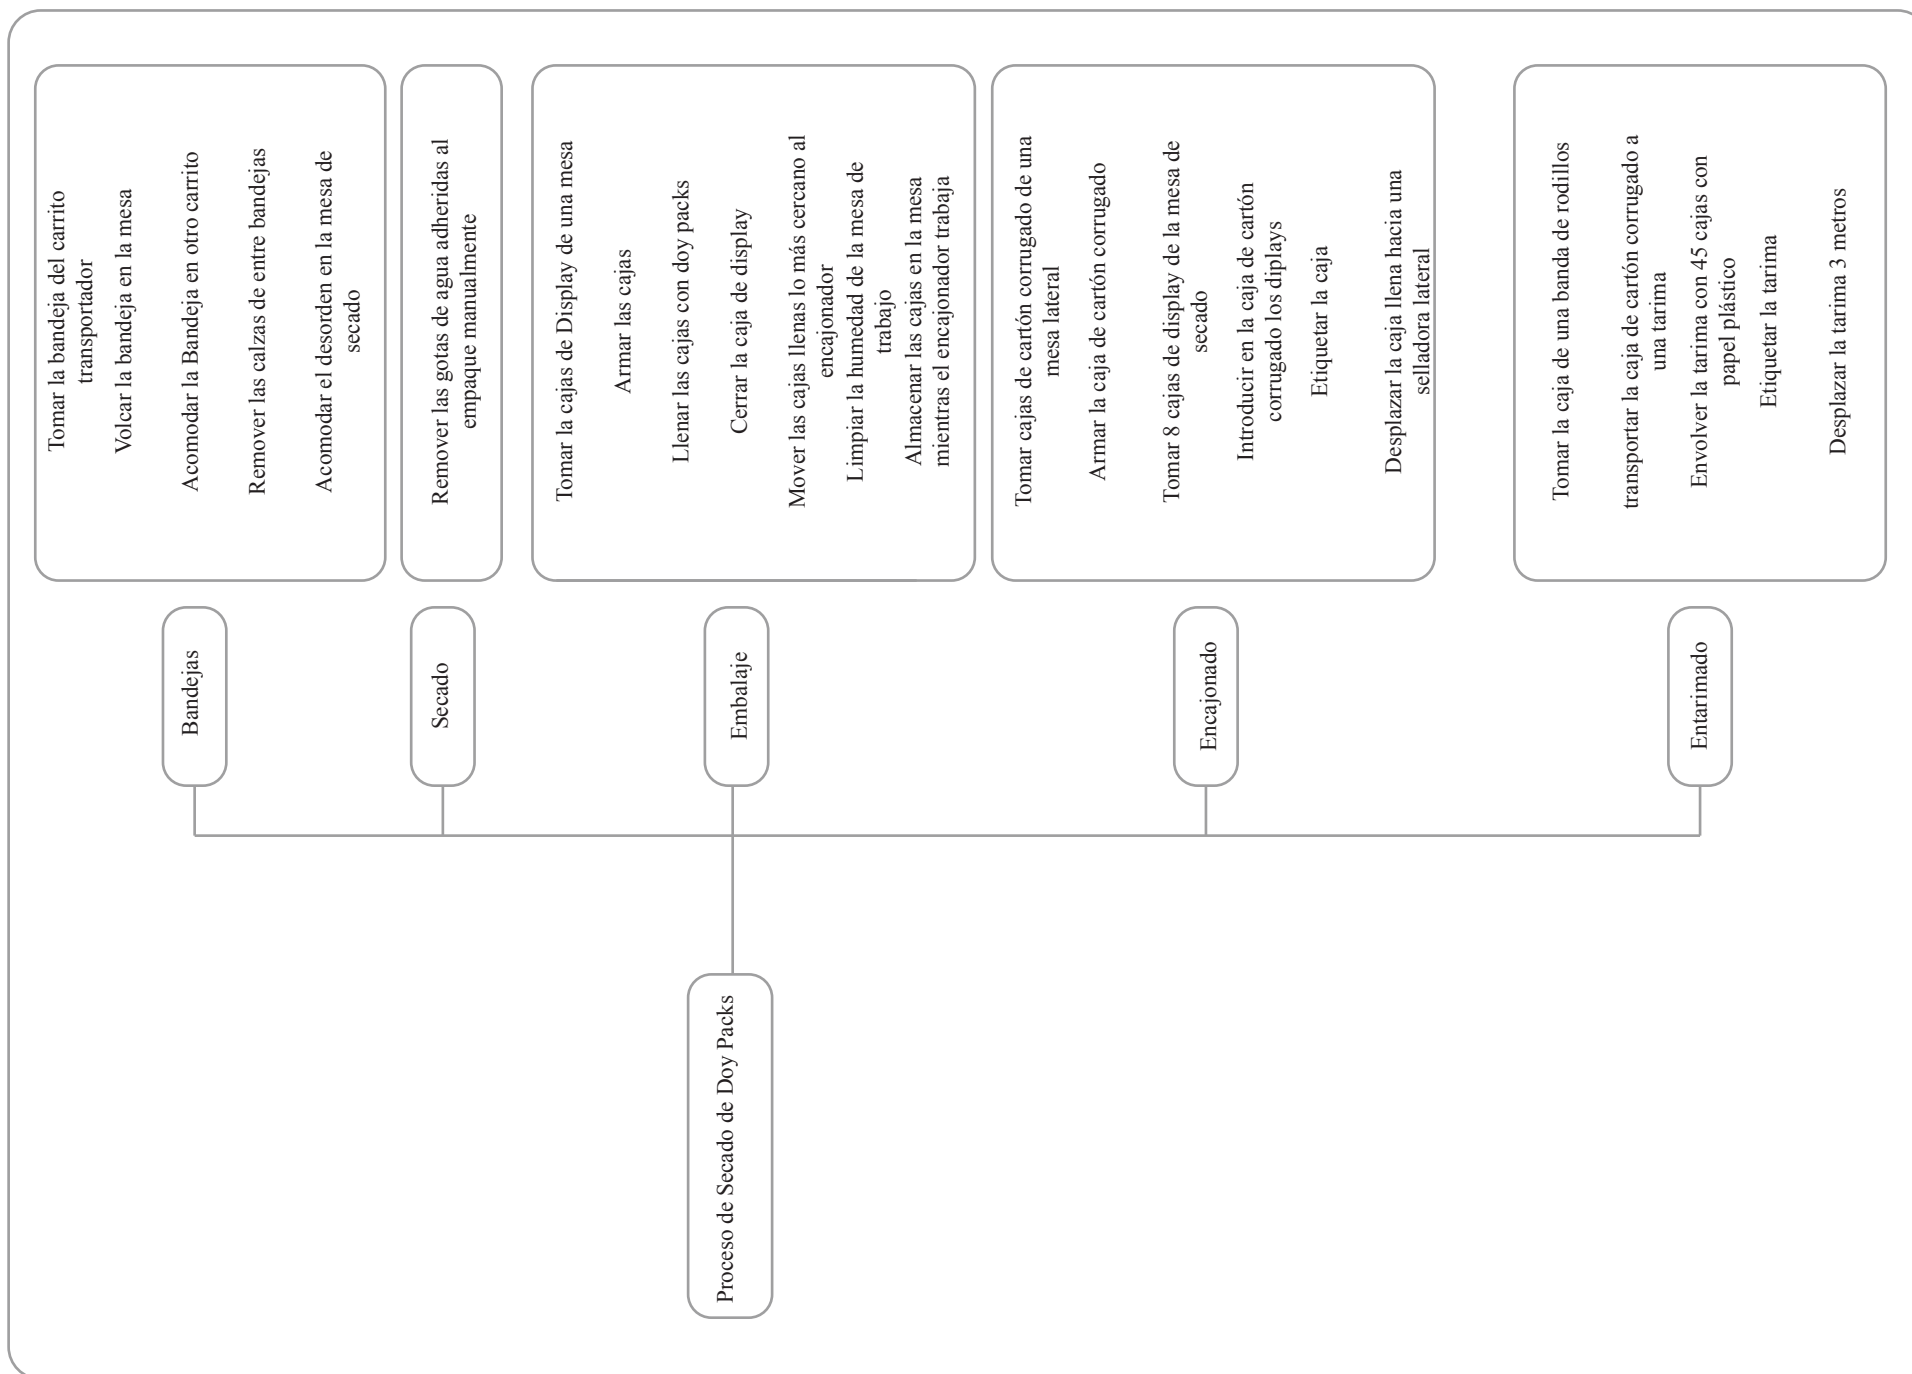 Proceso de Secado de Doy Packs
Bandejas
Tomar la bandeja del carrito
transportador
Volcar la bandeja en la mesa
Acomodar la Bandeja en otro carrito
Remover las calzas de entre bandejas
Acomodar el desorden en la mesa de
secado
Secado
Remover las gotas de agua adheridas al
empaque manualmente
Embalaje
Tomar la cajas de Display de una mesa
Armar las cajas
Llenar las cajas con doy packs
Cerrar la caja de display
Mover las cajas llenas lo más cercano al
encajonador
Limpiar la humedad de la mesa de
trabajo
Almacenar las cajas en la mesa
mientras el encajonador trabaja
Encajonado
Tomar cajas de cartón corrugado de una
mesa lateral
Armar la caja de cartón corrugado
Tomar 8 cajas de display de la mesa de
secado
Introducir en la caja de cartón
corrugado los diplays
Etiquetar la caja
Desplazar la caja llena hacia una
selladora lateral
Entarimado
Tomar la caja de una banda de rodillos
transportar la caja de cartón corrugado a
una tarima
Envolver la tarima con 45 cajas con
papel plástico
Etiquetar la tarima
Desplazar la tarima 3 metros